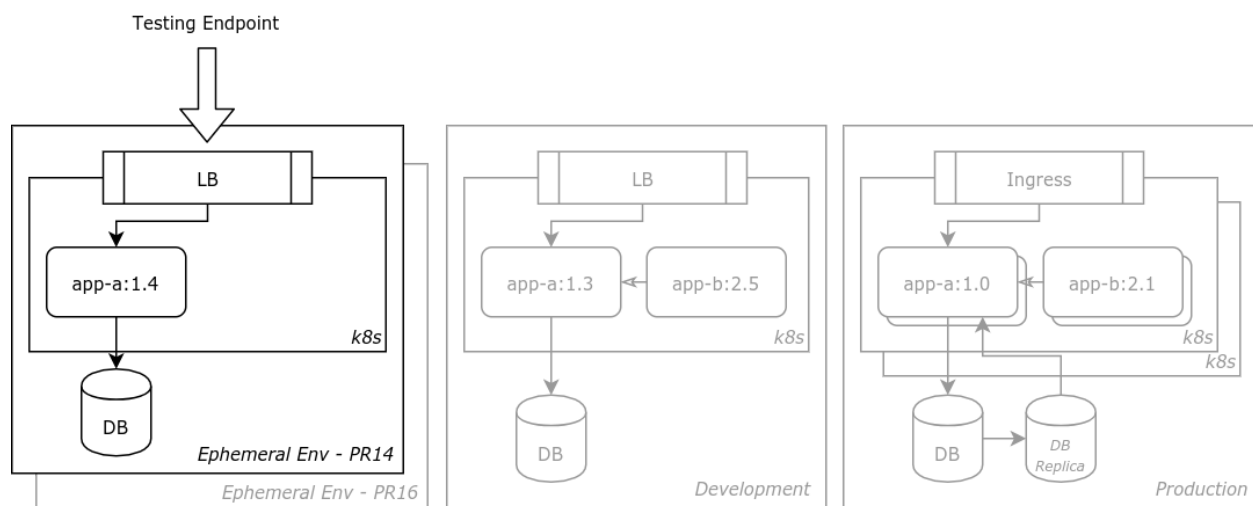 Testing Endpoint
LB
app-a:1.4
k8s
DB
Ephemeral Env - PR14
Ephemeral Env - PR16
LB
app-a:1.3
app-b:2.5
k8s
DB
Development
Ingress
app-a:1.0
app-b:2.1
k8s
k8s
DB
DB
Replica
Production